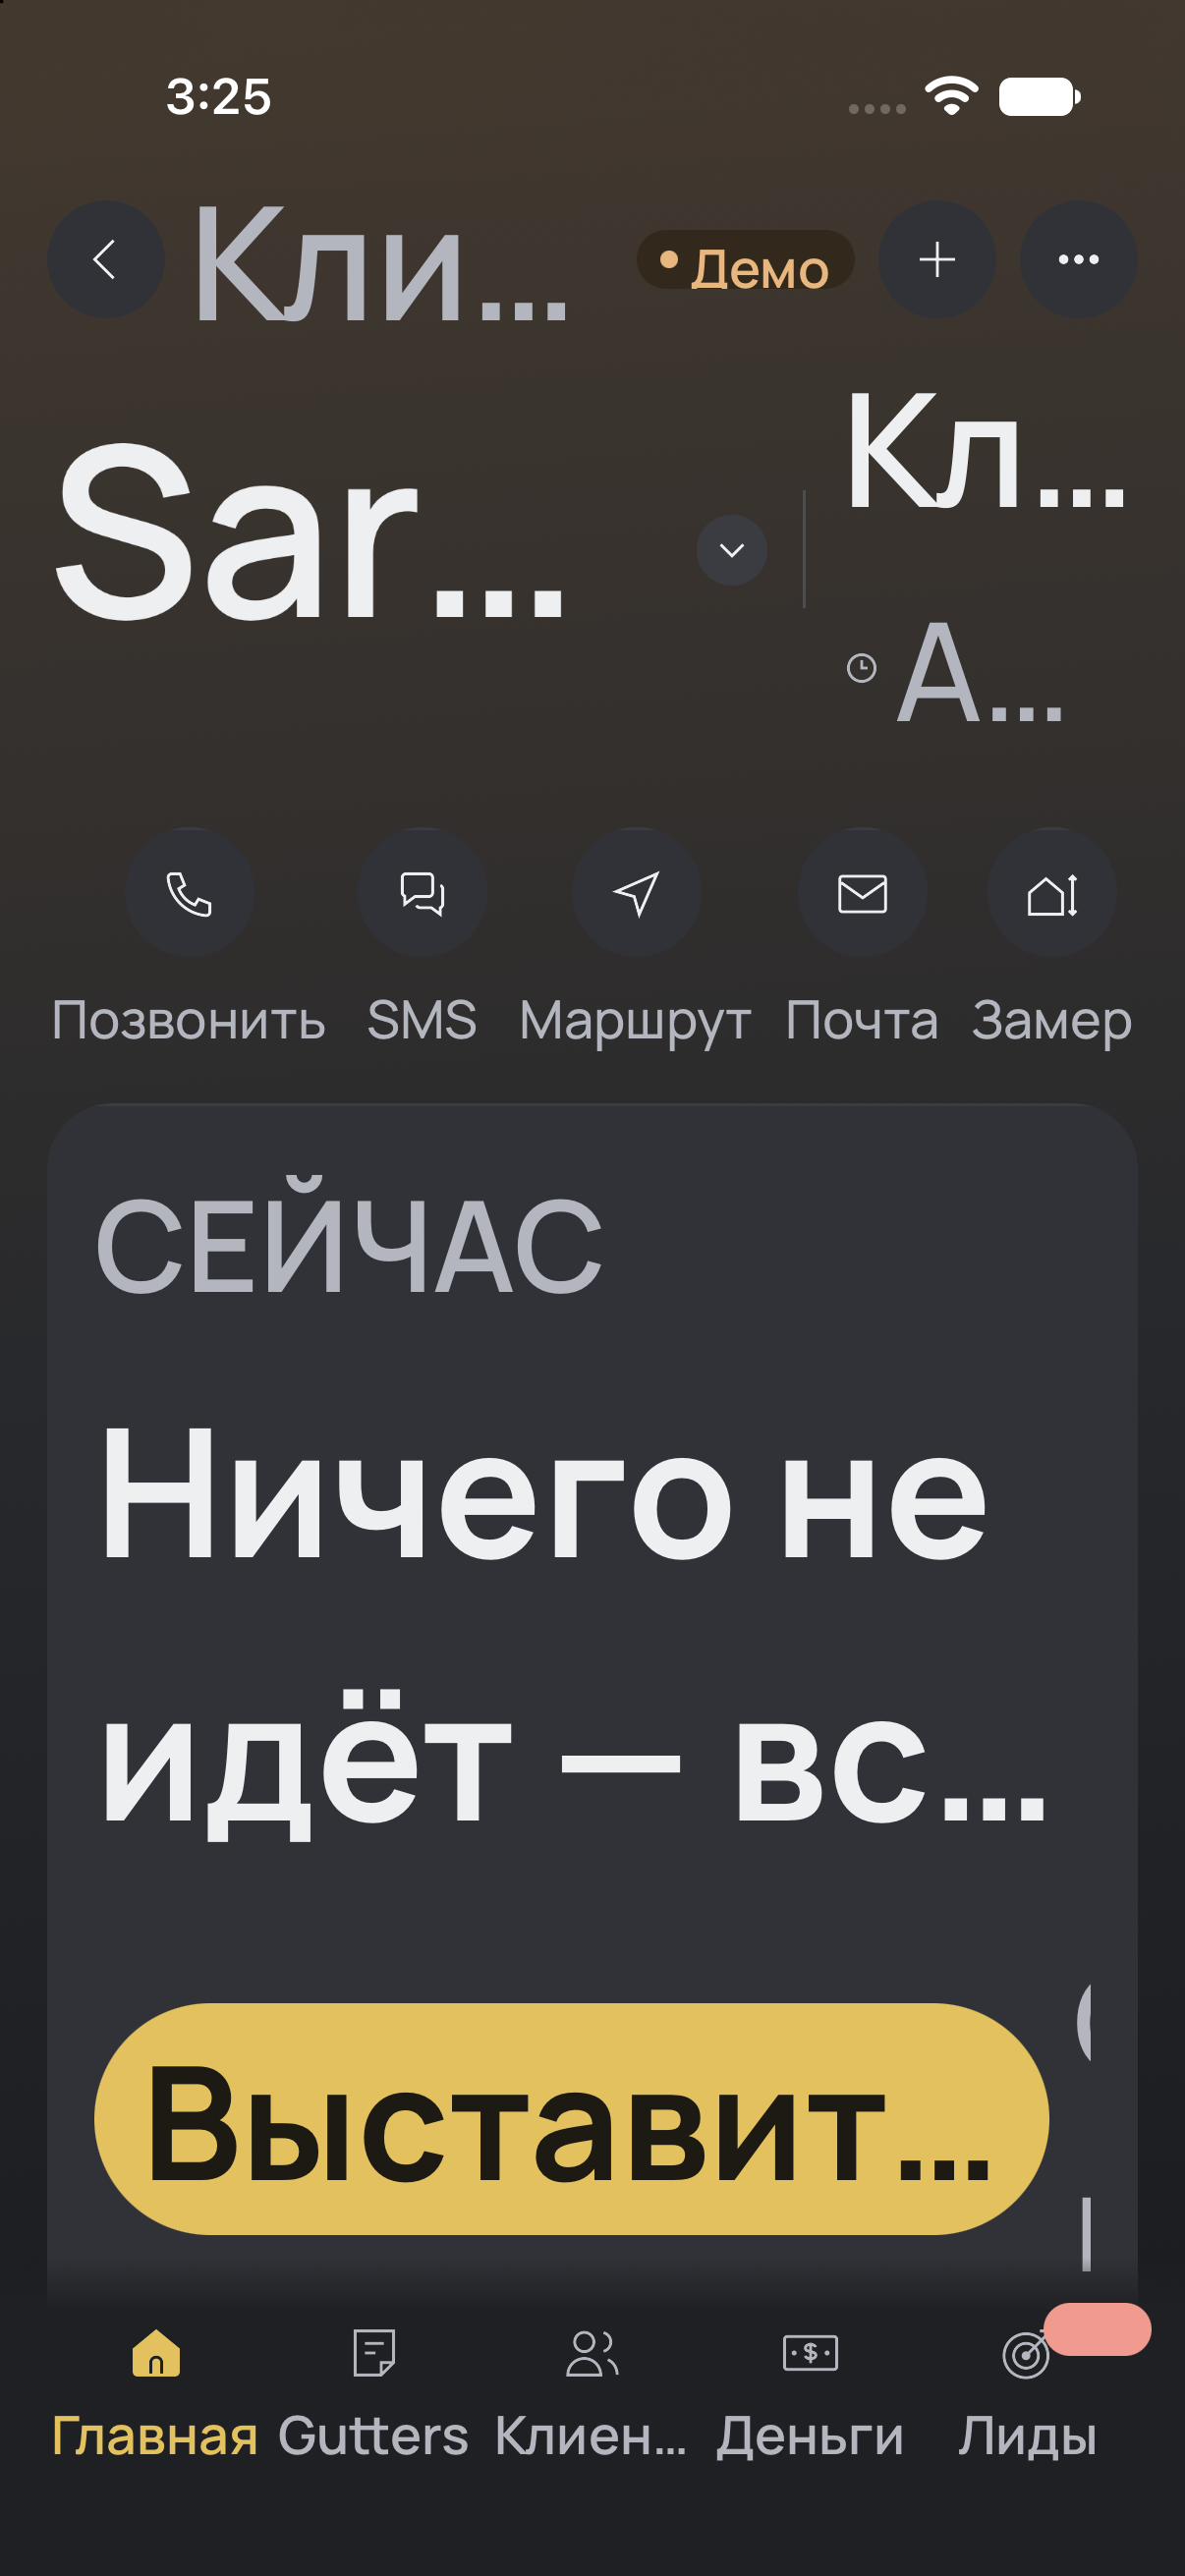 3:25
Кли...
Демо
Sar...
Кл...
А...
Позвонить
SMS
Маршрут
Почта
Замер
СЕЙЧАС
Ничего не
идёт — вс...
Выставит...
Главная
Gutters
Клиен...
Деньги
Лиды